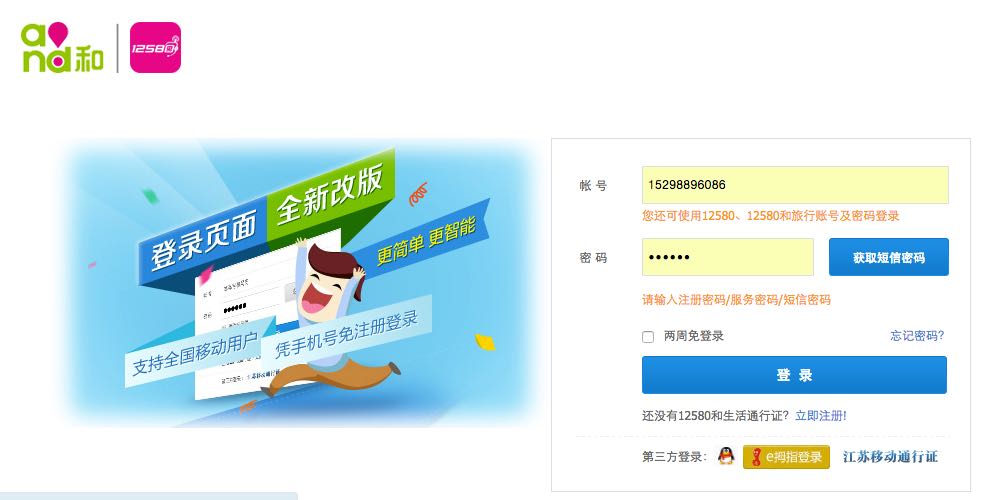 and和
12580
登录页面 全新改版
更简单 更智能
支持全国移动用户
凭手机号免注册登录
帐 号
15298896086
您还可使用12580、12580和旅行账号及密码登录
密 码
••••••
获取短信密码
请输入注册密码/服务密码/短信密码
两周免登录
忘记密码?
登 录
还没有12580和生活通行证? 立即注册!
第三方登录:
e拇指登录
江苏移动通行证